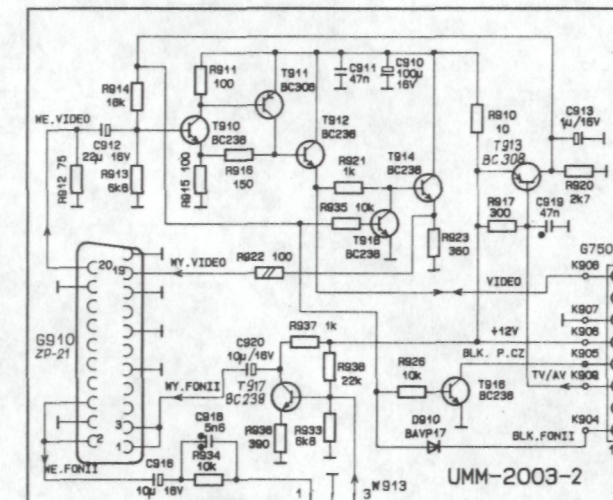 R911
100
T911
BC308
C911
47n
C910
100µ
16V
R914
18k
WE.VIDEO
C912
22µ 16V
R912 75
R913
6k8
T910
BC238
R915 100
R916
150
T912
BC238
R921
1k
T914
BC238
R935 10k
T918
BC238
R923
360
R910
10
T913
BC308
C913
1µ/16V
R920
2k7
R917
300
C919
47n
G750
20
19
WY.VIDEO
R922 100
VIDEO
K908
K907
+12V
K906
BLK. P.CZ
K905
TV/AV
K909
K904
BLK.FONII
G910
ZP-21
C920
10µ/16V
R937 1k
R938
22k
WY.FONII
T917
BC238
R926
10k
T916
BC238
D910
BAVP17
3
1
2
R936
390
R933
6k8
C918
5n6
R934
10k
WE.FONII
C916
10µ 16V
1
3
W913
UMM-2003-2